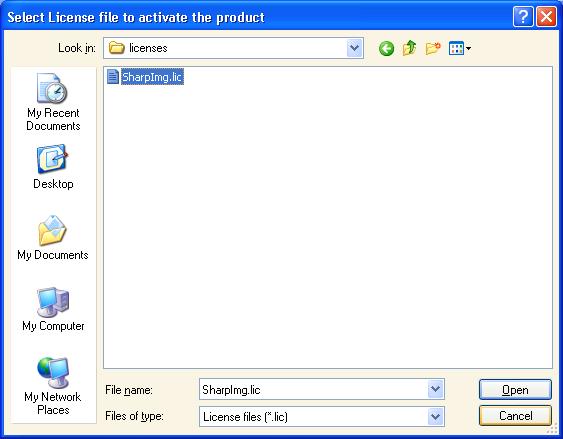 Select License file to activate the product
Look in: licenses
SharpImg.lic
My Recent
Documents
Desktop
My Documents
My Computer
My Network
Places
File name: SharpImg.lic Open
Files of type: License files (*.lic) Cancel